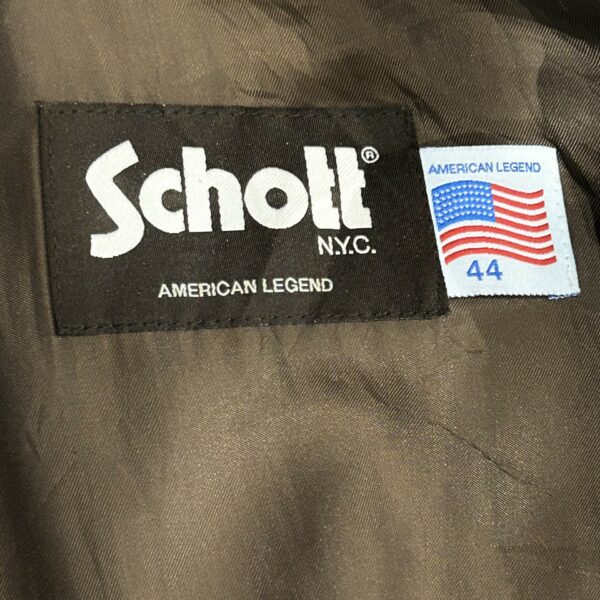 Schott®
N.Y.C.
AMERICAN LEGEND
AMERICAN LEGEND
44